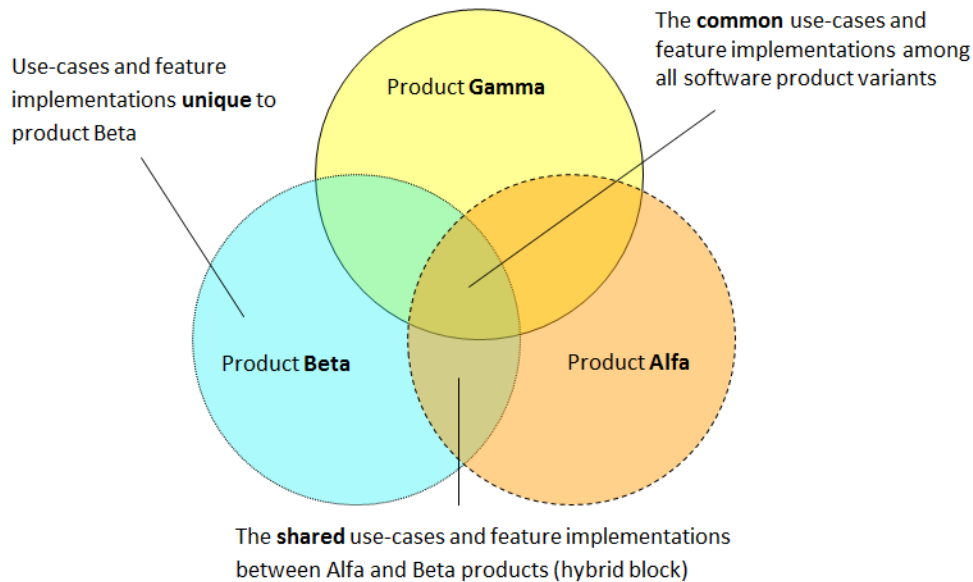 The common use-cases and
feature implementations among
all software product variants
Use-cases and feature
implementations unique to
product Beta
Product Gamma
Product Beta
Product Alfa
The shared use-cases and feature implementations
between Alfa and Beta products (hybrid block)